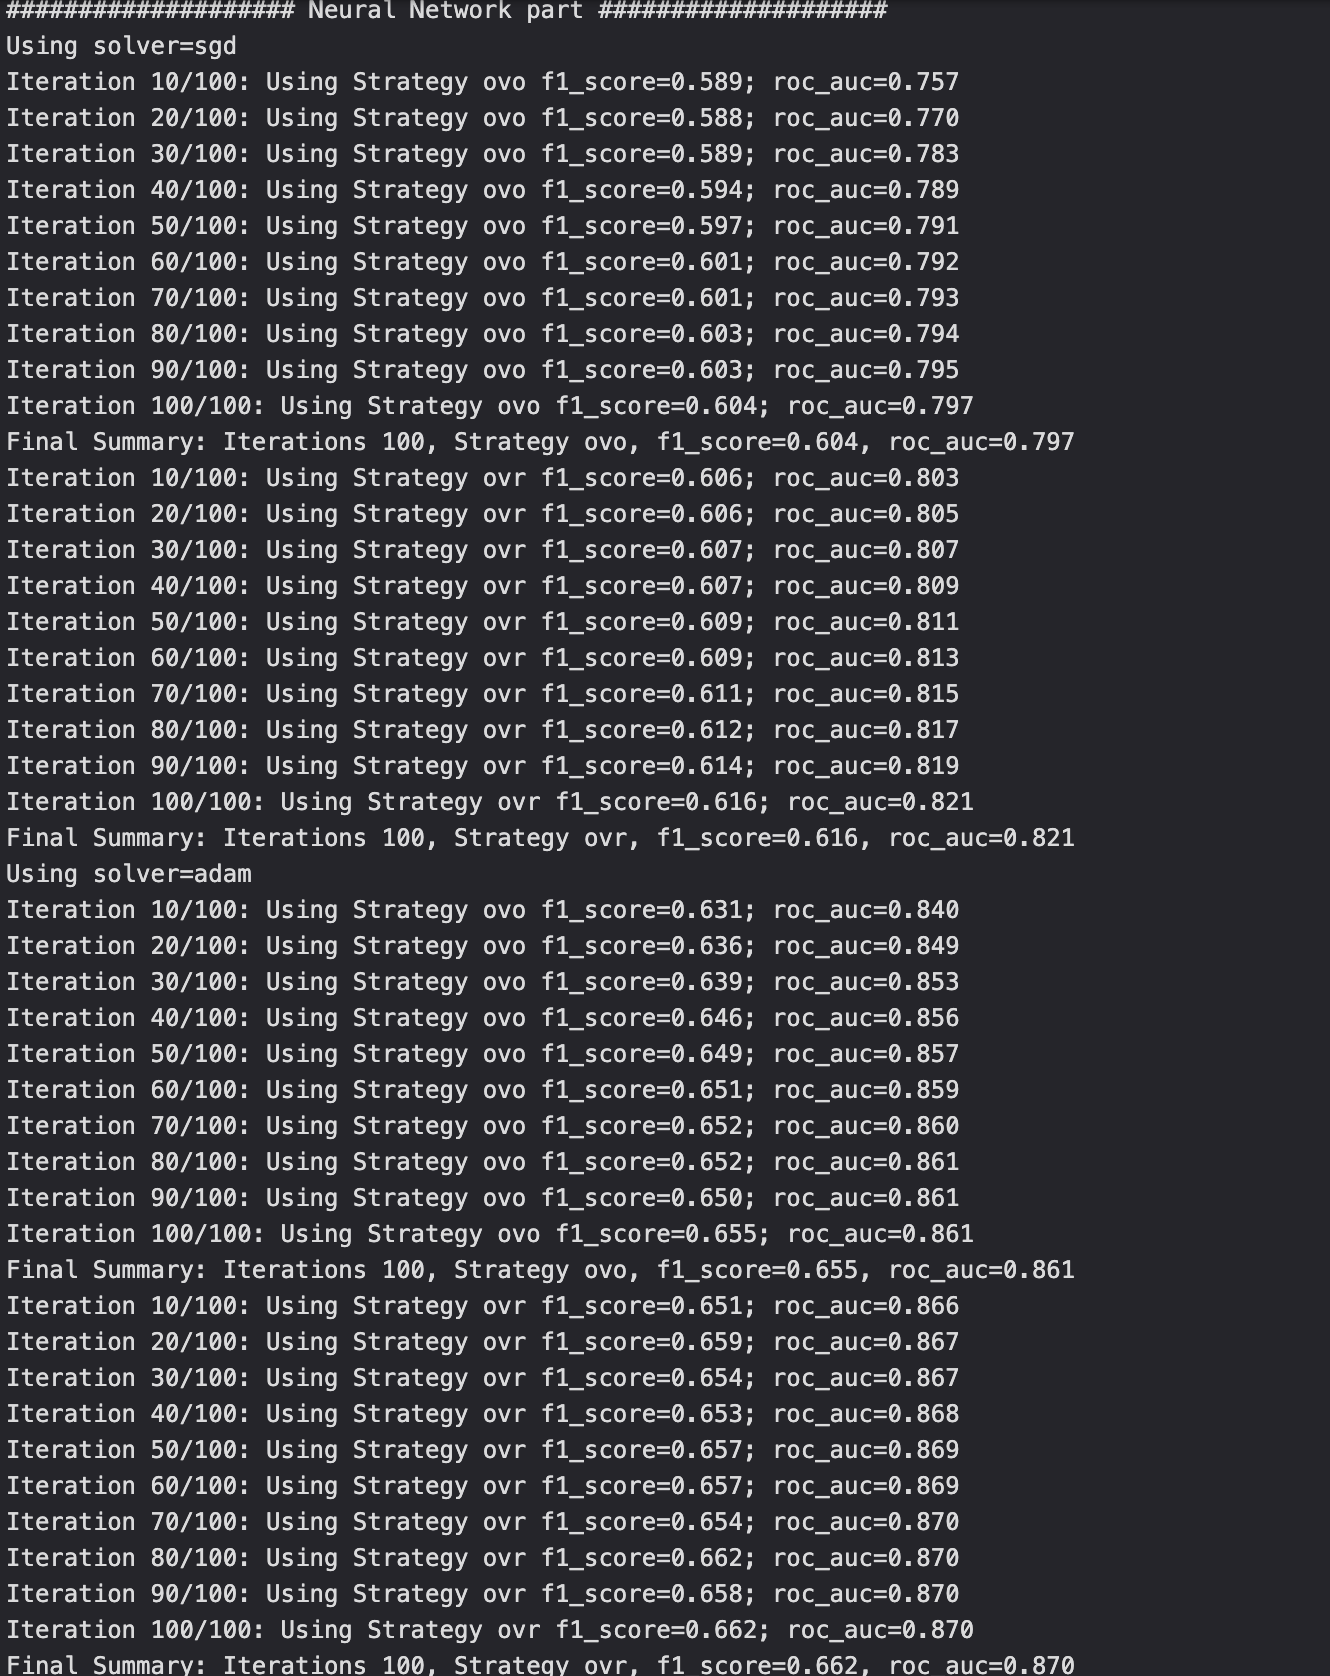 #################### Neural Network part ####################
Using solver=sgd
Iteration 10/100: Using Strategy ovo f1_score=0.589; roc_auc=0.757
Iteration 20/100: Using Strategy ovo f1_score=0.588; roc_auc=0.770
Iteration 30/100: Using Strategy ovo f1_score=0.589; roc_auc=0.783
Iteration 40/100: Using Strategy ovo f1_score=0.594; roc_auc=0.789
Iteration 50/100: Using Strategy ovo f1_score=0.597; roc_auc=0.791
Iteration 60/100: Using Strategy ovo f1_score=0.601; roc_auc=0.792
Iteration 70/100: Using Strategy ovo f1_score=0.601; roc_auc=0.793
Iteration 80/100: Using Strategy ovo f1_score=0.603; roc_auc=0.794
Iteration 90/100: Using Strategy ovo f1_score=0.603; roc_auc=0.795
Iteration 100/100: Using Strategy ovo f1_score=0.604; roc_auc=0.797
Final Summary: Iterations 100, Strategy ovo, f1_score=0.604, roc_auc=0.797
Iteration 10/100: Using Strategy ovr f1_score=0.606; roc_auc=0.803
Iteration 20/100: Using Strategy ovr f1_score=0.606; roc_auc=0.805
Iteration 30/100: Using Strategy ovr f1_score=0.607; roc_auc=0.807
Iteration 40/100: Using Strategy ovr f1_score=0.607; roc_auc=0.809
Iteration 50/100: Using Strategy ovr f1_score=0.609; roc_auc=0.811
Iteration 60/100: Using Strategy ovr f1_score=0.609; roc_auc=0.813
Iteration 70/100: Using Strategy ovr f1_score=0.611; roc_auc=0.815
Iteration 80/100: Using Strategy ovr f1_score=0.612; roc_auc=0.817
Iteration 90/100: Using Strategy ovr f1_score=0.614; roc_auc=0.819
Iteration 100/100: Using Strategy ovr f1_score=0.616; roc_auc=0.821
Final Summary: Iterations 100, Strategy ovr, f1_score=0.616, roc_auc=0.821
Using solver=adam
Iteration 10/100: Using Strategy ovo f1_score=0.631; roc_auc=0.840
Iteration 20/100: Using Strategy ovo f1_score=0.636; roc_auc=0.849
Iteration 30/100: Using Strategy ovo f1_score=0.639; roc_auc=0.853
Iteration 40/100: Using Strategy ovo f1_score=0.646; roc_auc=0.856
Iteration 50/100: Using Strategy ovo f1_score=0.649; roc_auc=0.857
Iteration 60/100: Using Strategy ovo f1_score=0.651; roc_auc=0.859
Iteration 70/100: Using Strategy ovo f1_score=0.652; roc_auc=0.860
Iteration 80/100: Using Strategy ovo f1_score=0.652; roc_auc=0.861
Iteration 90/100: Using Strategy ovo f1_score=0.650; roc_auc=0.861
Iteration 100/100: Using Strategy ovo f1_score=0.655; roc_auc=0.861
Final Summary: Iterations 100, Strategy ovo, f1_score=0.655, roc_auc=0.861
Iteration 10/100: Using Strategy ovr f1_score=0.651; roc_auc=0.866
Iteration 20/100: Using Strategy ovr f1_score=0.659; roc_auc=0.867
Iteration 30/100: Using Strategy ovr f1_score=0.654; roc_auc=0.867
Iteration 40/100: Using Strategy ovr f1_score=0.653; roc_auc=0.868
Iteration 50/100: Using Strategy ovr f1_score=0.657; roc_auc=0.869
Iteration 60/100: Using Strategy ovr f1_score=0.657; roc_auc=0.869
Iteration 70/100: Using Strategy ovr f1_score=0.654; roc_auc=0.870
Iteration 80/100: Using Strategy ovr f1_score=0.662; roc_auc=0.870
Iteration 90/100: Using Strategy ovr f1_score=0.658; roc_auc=0.870
Iteration 100/100: Using Strategy ovr f1_score=0.662; roc_auc=0.870
Final Summary: Iterations 100, Strategy ovr, f1_score=0.662, roc_auc=0.870